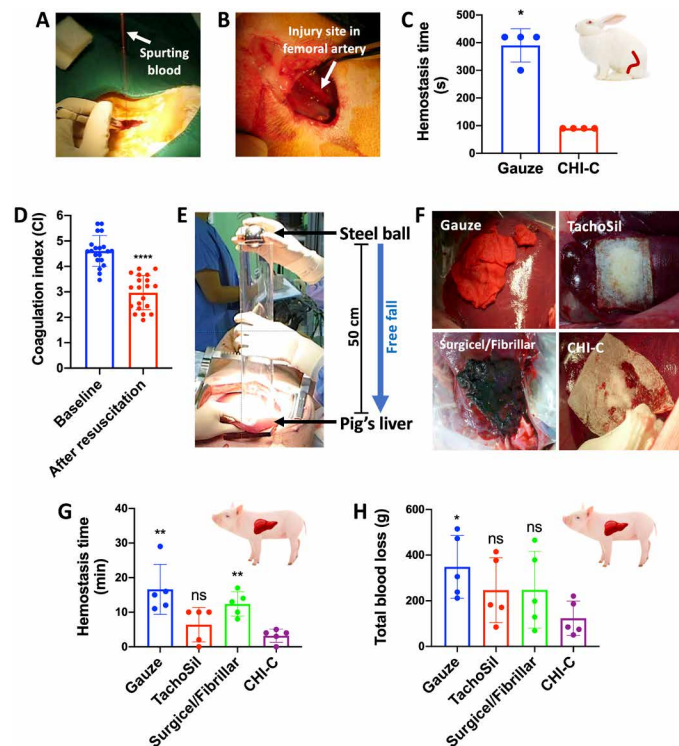 A
Spurting
blood
B
Injury site in
femoral artery
C
Hemostasis time
(s)
500
400
300
200
100
0
*
Gauze
CHI-C
D
Coagulation index (CI)
6
5
4
3
2
1
0
****
Baseline
After resuscitation
E
Steel ball
50 cm
Free fall
Pig's liver
F
Gauze
TachoSil
Surgicel/Fibrillar
CHI-C
G
Hemostasis time
(min)
40
30
20
10
0
**
ns
**
Gauze
TachoSil
Surgicel/Fibrillar
CHI-C
H
Total blood loss (g)
600
400
200
0
*
ns
ns
Gauze
TachoSil
Surgicel/Fibrillar
CHI-C